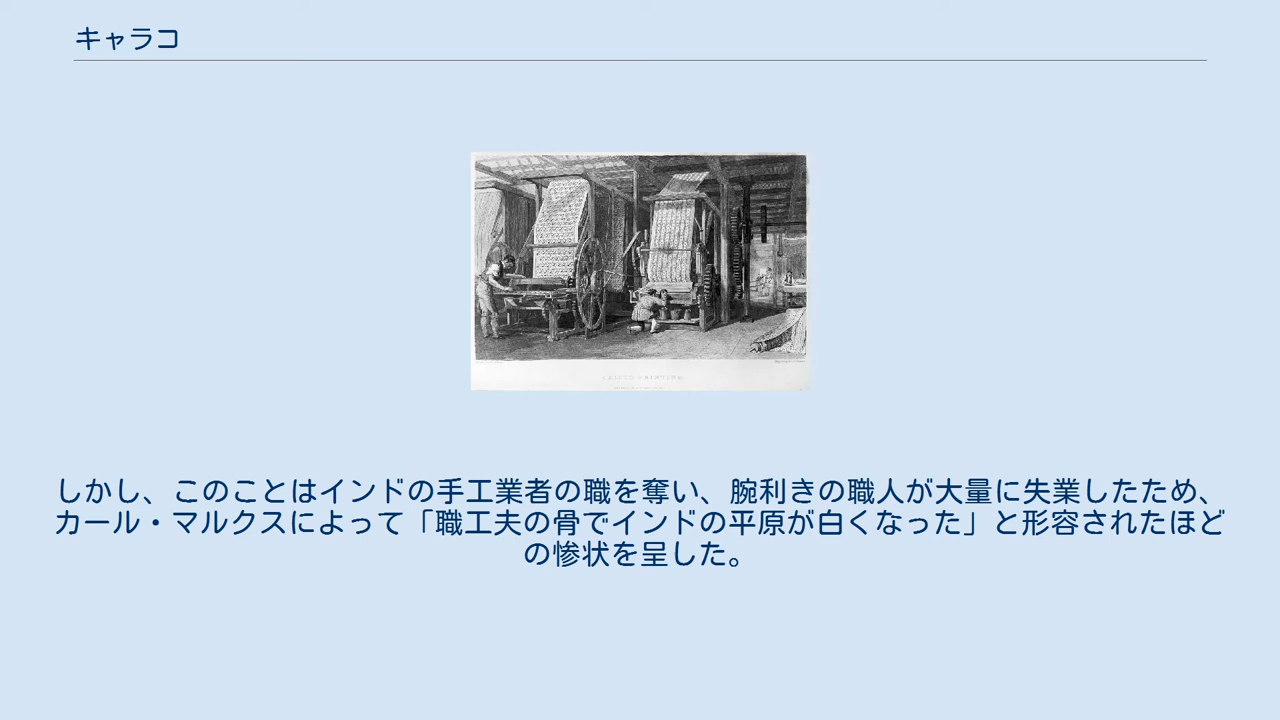 キャラコ
しかし、このことはインドの手工業者の職を奪い、腕利きの職人が大量に失業したため、
カール・マルクスによって「職工夫の骨でインドの平原が白くなった」と形容されたほど
の惨状を呈した。